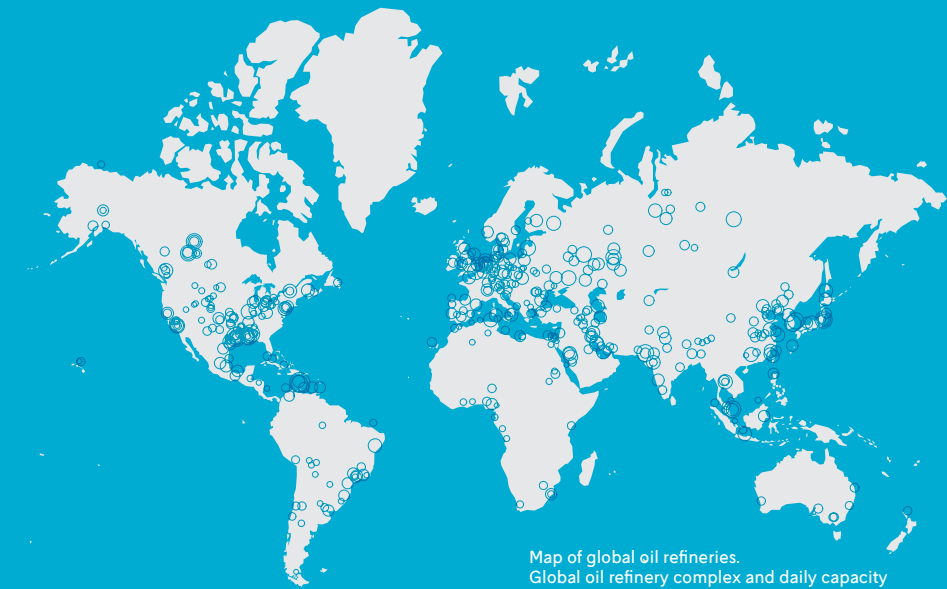 Map of global oil refineries.
Global oil refinery complex and daily capacity